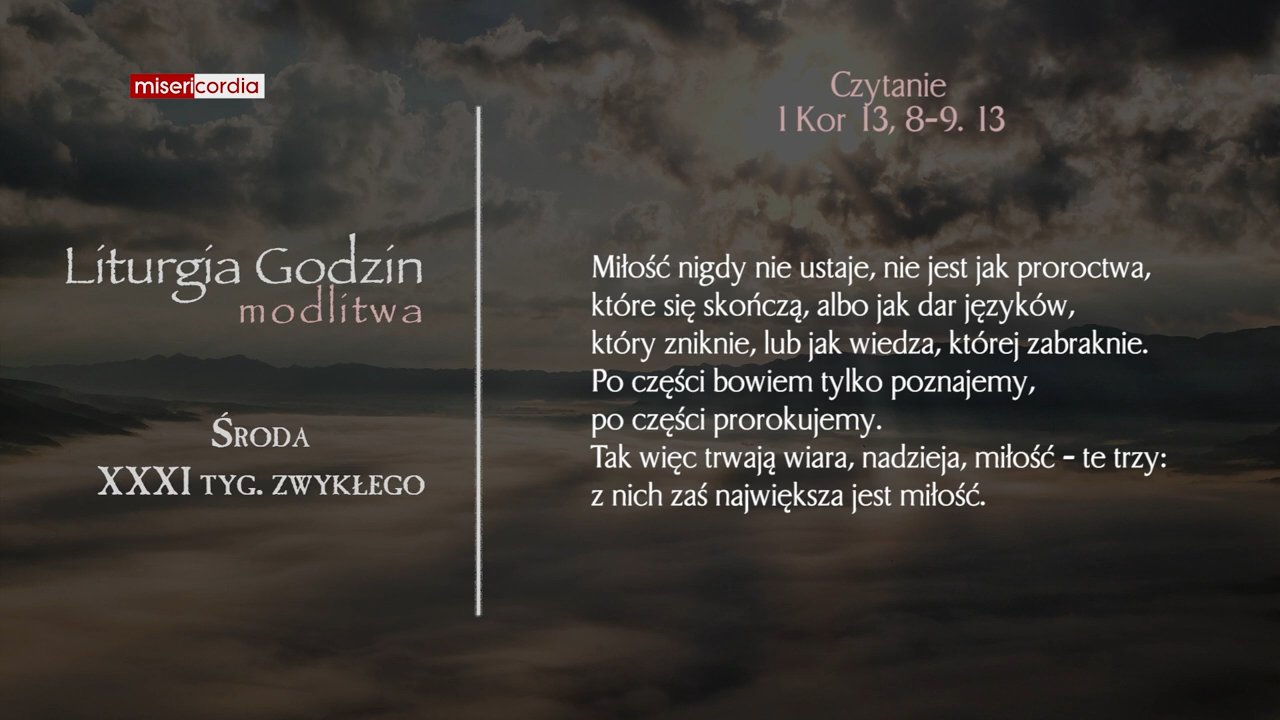 misericordia
Liturgia Godzin
modlitwa
Środa
XXXI tyg. zwykłego
Czytanie
1 Kor 13, 8-9. 13
Miłość nigdy nie ustaje, nie jest jak proroctwa,
które się skończą, albo jak dar języków,
który zniknie, lub jak wiedza, której zabraknie.
Po części bowiem tylko poznajemy,
po części prorokujemy.
Tak więc trwają wiara, nadzieja, miłość - te trzy:
z nich zaś największa jest miłość.